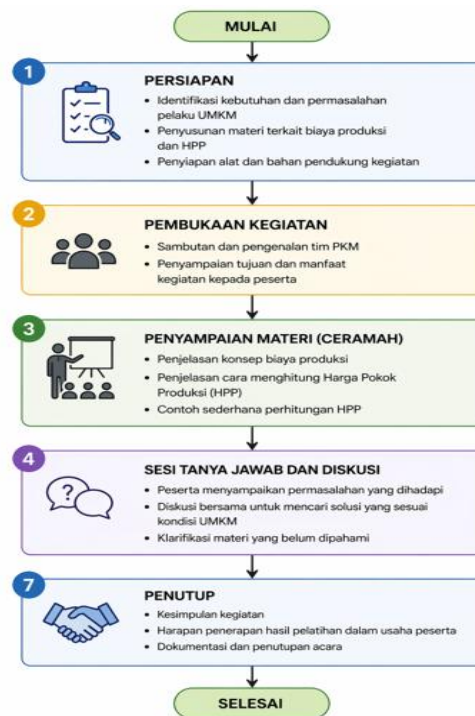 MULAI
1
PERSIAPAN
• Identifikasi kebutuhan dan permasalahan
pelaku UMKM
• Penyusunan materi terkait biaya produksi
dan HPP
• Penyiapan alat dan bahan pendukung kegiatan
2
PEMBUKAAN KEGIATAN
• Sambutan dan pengenalan tim PKM
• Penyampaian tujuan dan manfaat
kegiatan kepada peserta
3
PENYAMPAIAN MATERI (CERAMAH)
• Penjelasan konsep biaya produksi
• Penjelasan cara menghitung Harga Pokok
Produksi (HPP)
• Contoh sederhana perhitungan HPP
4
?
SESI TANYA JAWAB DAN DISKUSI
• Peserta menyampaikan permasalahan yang dihadapi
• Diskusi bersama untuk mencari solusi yang sesuai
kondisi UMKM
• Klarifikasi materi yang belum dipahami
7
PENUTUP
• Kesimpulan kegiatan
• Harapan penerapan hasil pelatihan dalam usaha peserta
• Dokumentasi dan penutupan acara
SELESAI